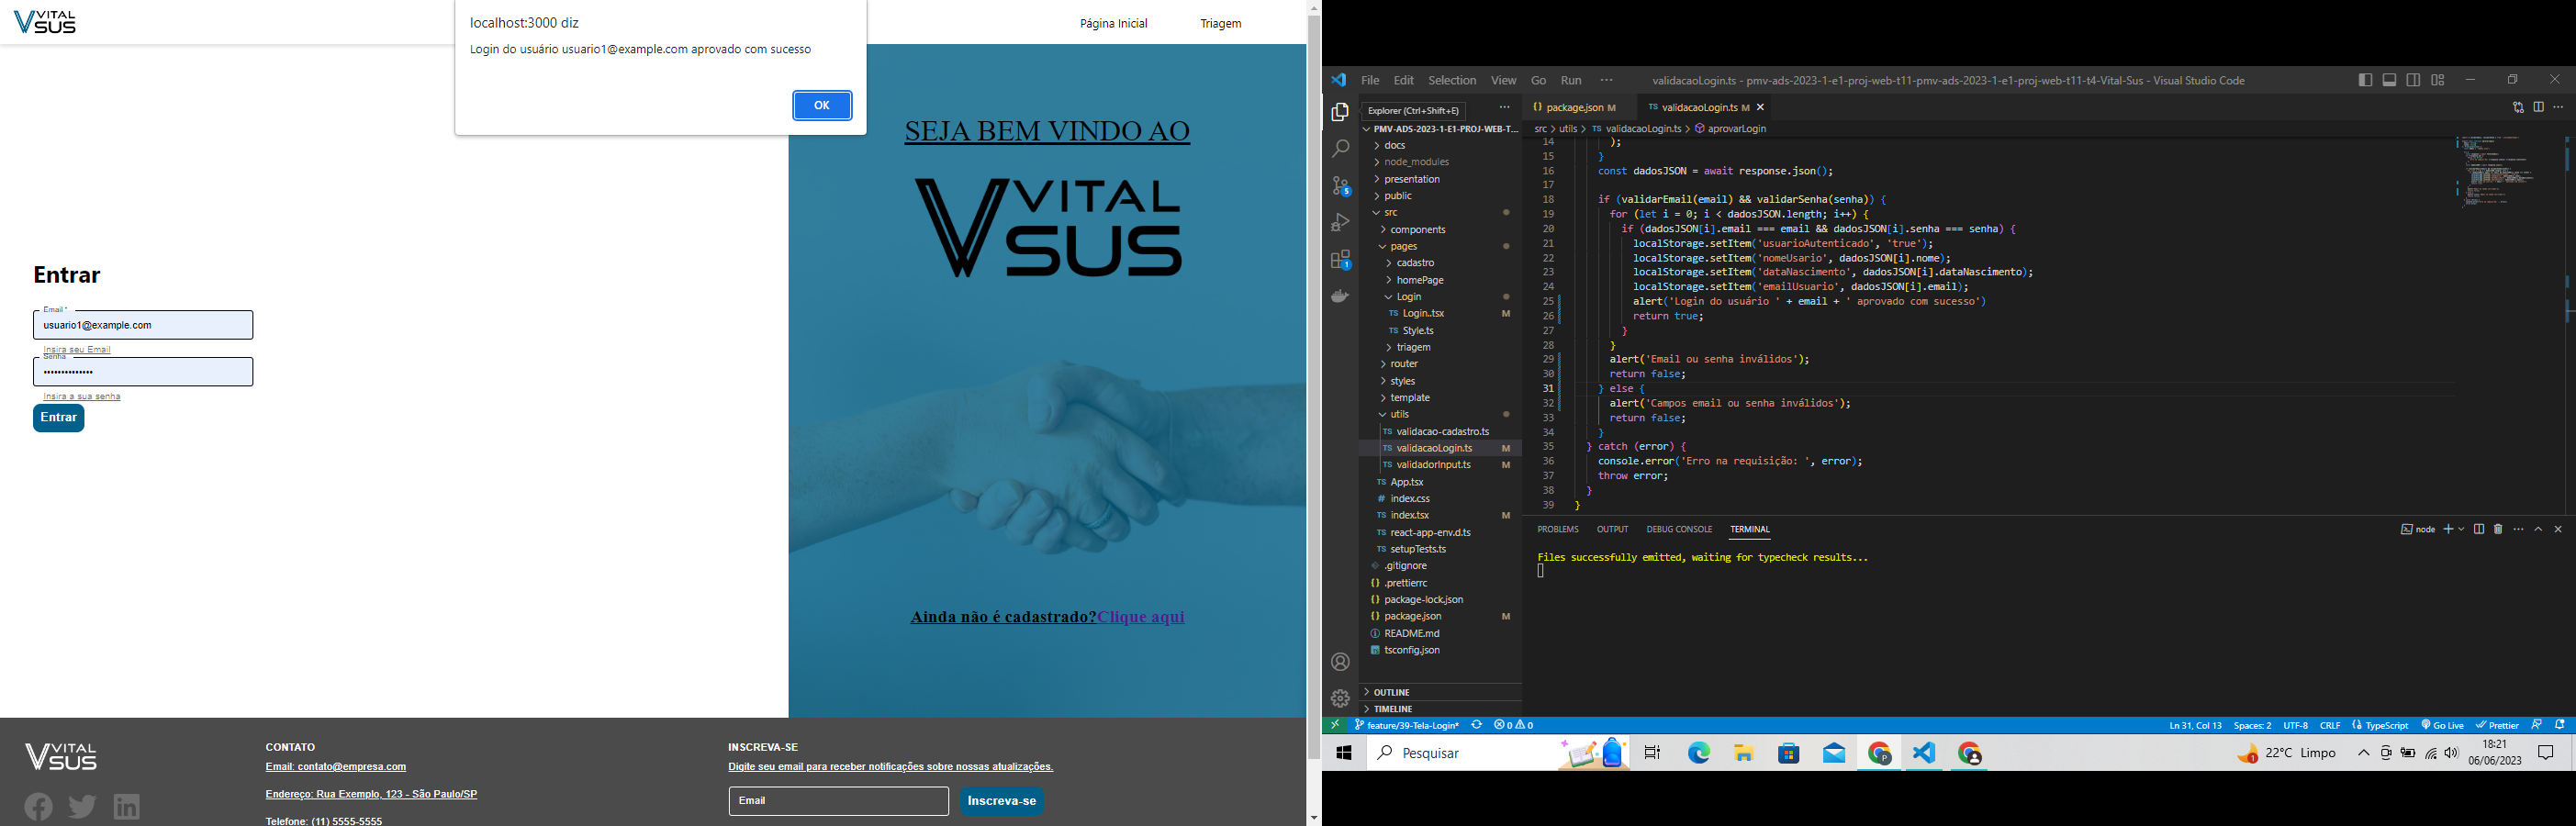 VITAL
SUS
Página Inicial
Triagem
localhost:3000 diz
Login do usuário usuario1@example.com aprovado com sucesso
OK
Entrar
Email *
usuario1@example.com
Insira seu Email
Senha
••••••••••••••
Insira a sua senha
Entrar
SEJA BEM VINDO AO
VITAL
SUS
Ainda não é cadastrado?Clique aqui
VITAL
SUS
CONTATO
Email: contato@empresa.com
Endereço: Rua Exemplo, 123 - São Paulo/SP
Telefone: (11) 5555-5555
INSCREVA-SE
Digite seu email para receber notificações sobre nossas atualizações.
Email
Inscreva-se
File Edit Selection View Go Run ··· validacaoLogin.ts - pmv-ads-2023-1-e1-proj-web-t11-pmv-ads-2023-1-e1-proj-web-t11-t4-Vital-Sus - Visual Studio Code
Explorer (Ctrl+Shift+E)
PMV-ADS-2023-1-E1-PROJ-WEB-T...
docs
node_modules
presentation
public
src
components
pages
cadastro
homePage
Login
TS Login..tsx M
TS Style.ts
triagem
router
styles
template
utils
TS validacao-cadastro.ts
TS validacaoLogin.ts M
TS validadorInput.ts M
TS App.tsx
# index.css
TS index.tsx M
TS react-app-env.d.ts
TS setupTests.ts
.gitignore
{} .prettierrc
{} package-lock.json
{} package.json M
README.md
tsconfig.json
OUTLINE
TIMELINE
{} package.json M
TS validacaoLogin.ts M
src > utils > TS validacaoLogin.ts > aprovarLogin
14 );
15 }
16 const dadosJSON = await response.json();
17
18 if (validarEmail(email) && validarSenha(senha)) {
19 for (let i = 0; i < dadosJSON.length; i++) {
20 if (dadosJSON[i].email === email && dadosJSON[i].senha === senha) {
21 localStorage.setItem('usuarioAutenticado', 'true');
22 localStorage.setItem('nomeUsario', dadosJSON[i].nome);
23 localStorage.setItem('dataNascimento', dadosJSON[i].dataNascimento);
24 localStorage.setItem('emailUsuario', dadosJSON[i].email);
25 alert('Login do usuário ' + email + ' aprovado com sucesso')
26 return true;
27 }
28 }
29 alert('Email ou senha inválidos');
30 return false;
31 } else {
32 alert('Campos email ou senha inválidos');
33 return false;
34 }
35 } catch (error) {
36 console.error('Erro na requisição: ', error);
37 throw error;
38 }
39 }
PROBLEMS OUTPUT DEBUG CONSOLE TERMINAL
node
Files successfully emitted, waiting for typecheck results...
feature/39-Tela-Login* 0 0
Ln 31, Col 13 Spaces: 2 UTF-8 CRLF {} TypeScript Go Live Prettier
Pesquisar
22°C Limpo
18:21
06/06/2023